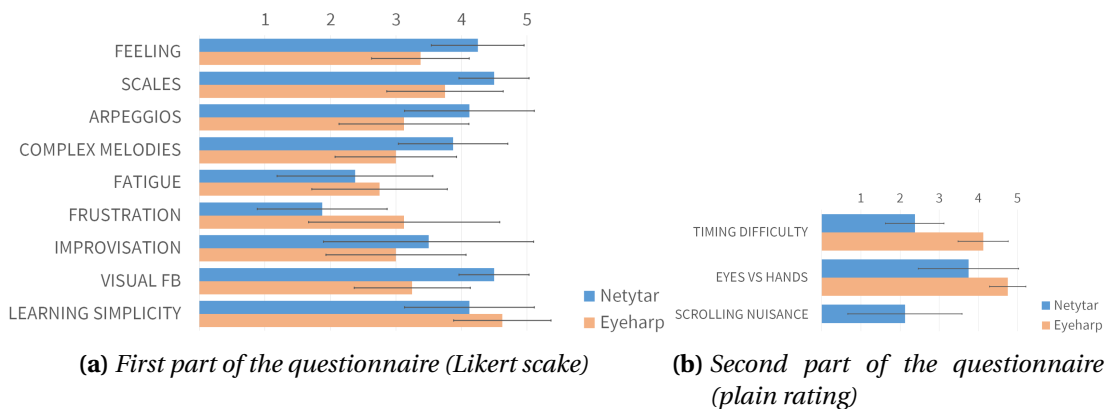 1 2 3 4 5
FEELING
SCALES
ARPEGGIOS
COMPLEX MELODIES
FATIGUE
FRUSTRATION
IMPROVISATION
VISUAL FB
LEARNING SIMPLICITY
Netytar
Eyeharp
(a) First part of the questionnaire (Likert scake)
1 2 3 4 5
TIMING DIFFICULTY
EYES VS HANDS
SCROLLING NUISANCE
Netytar
Eyeharp
(b) Second part of the questionnaire
(plain rating)